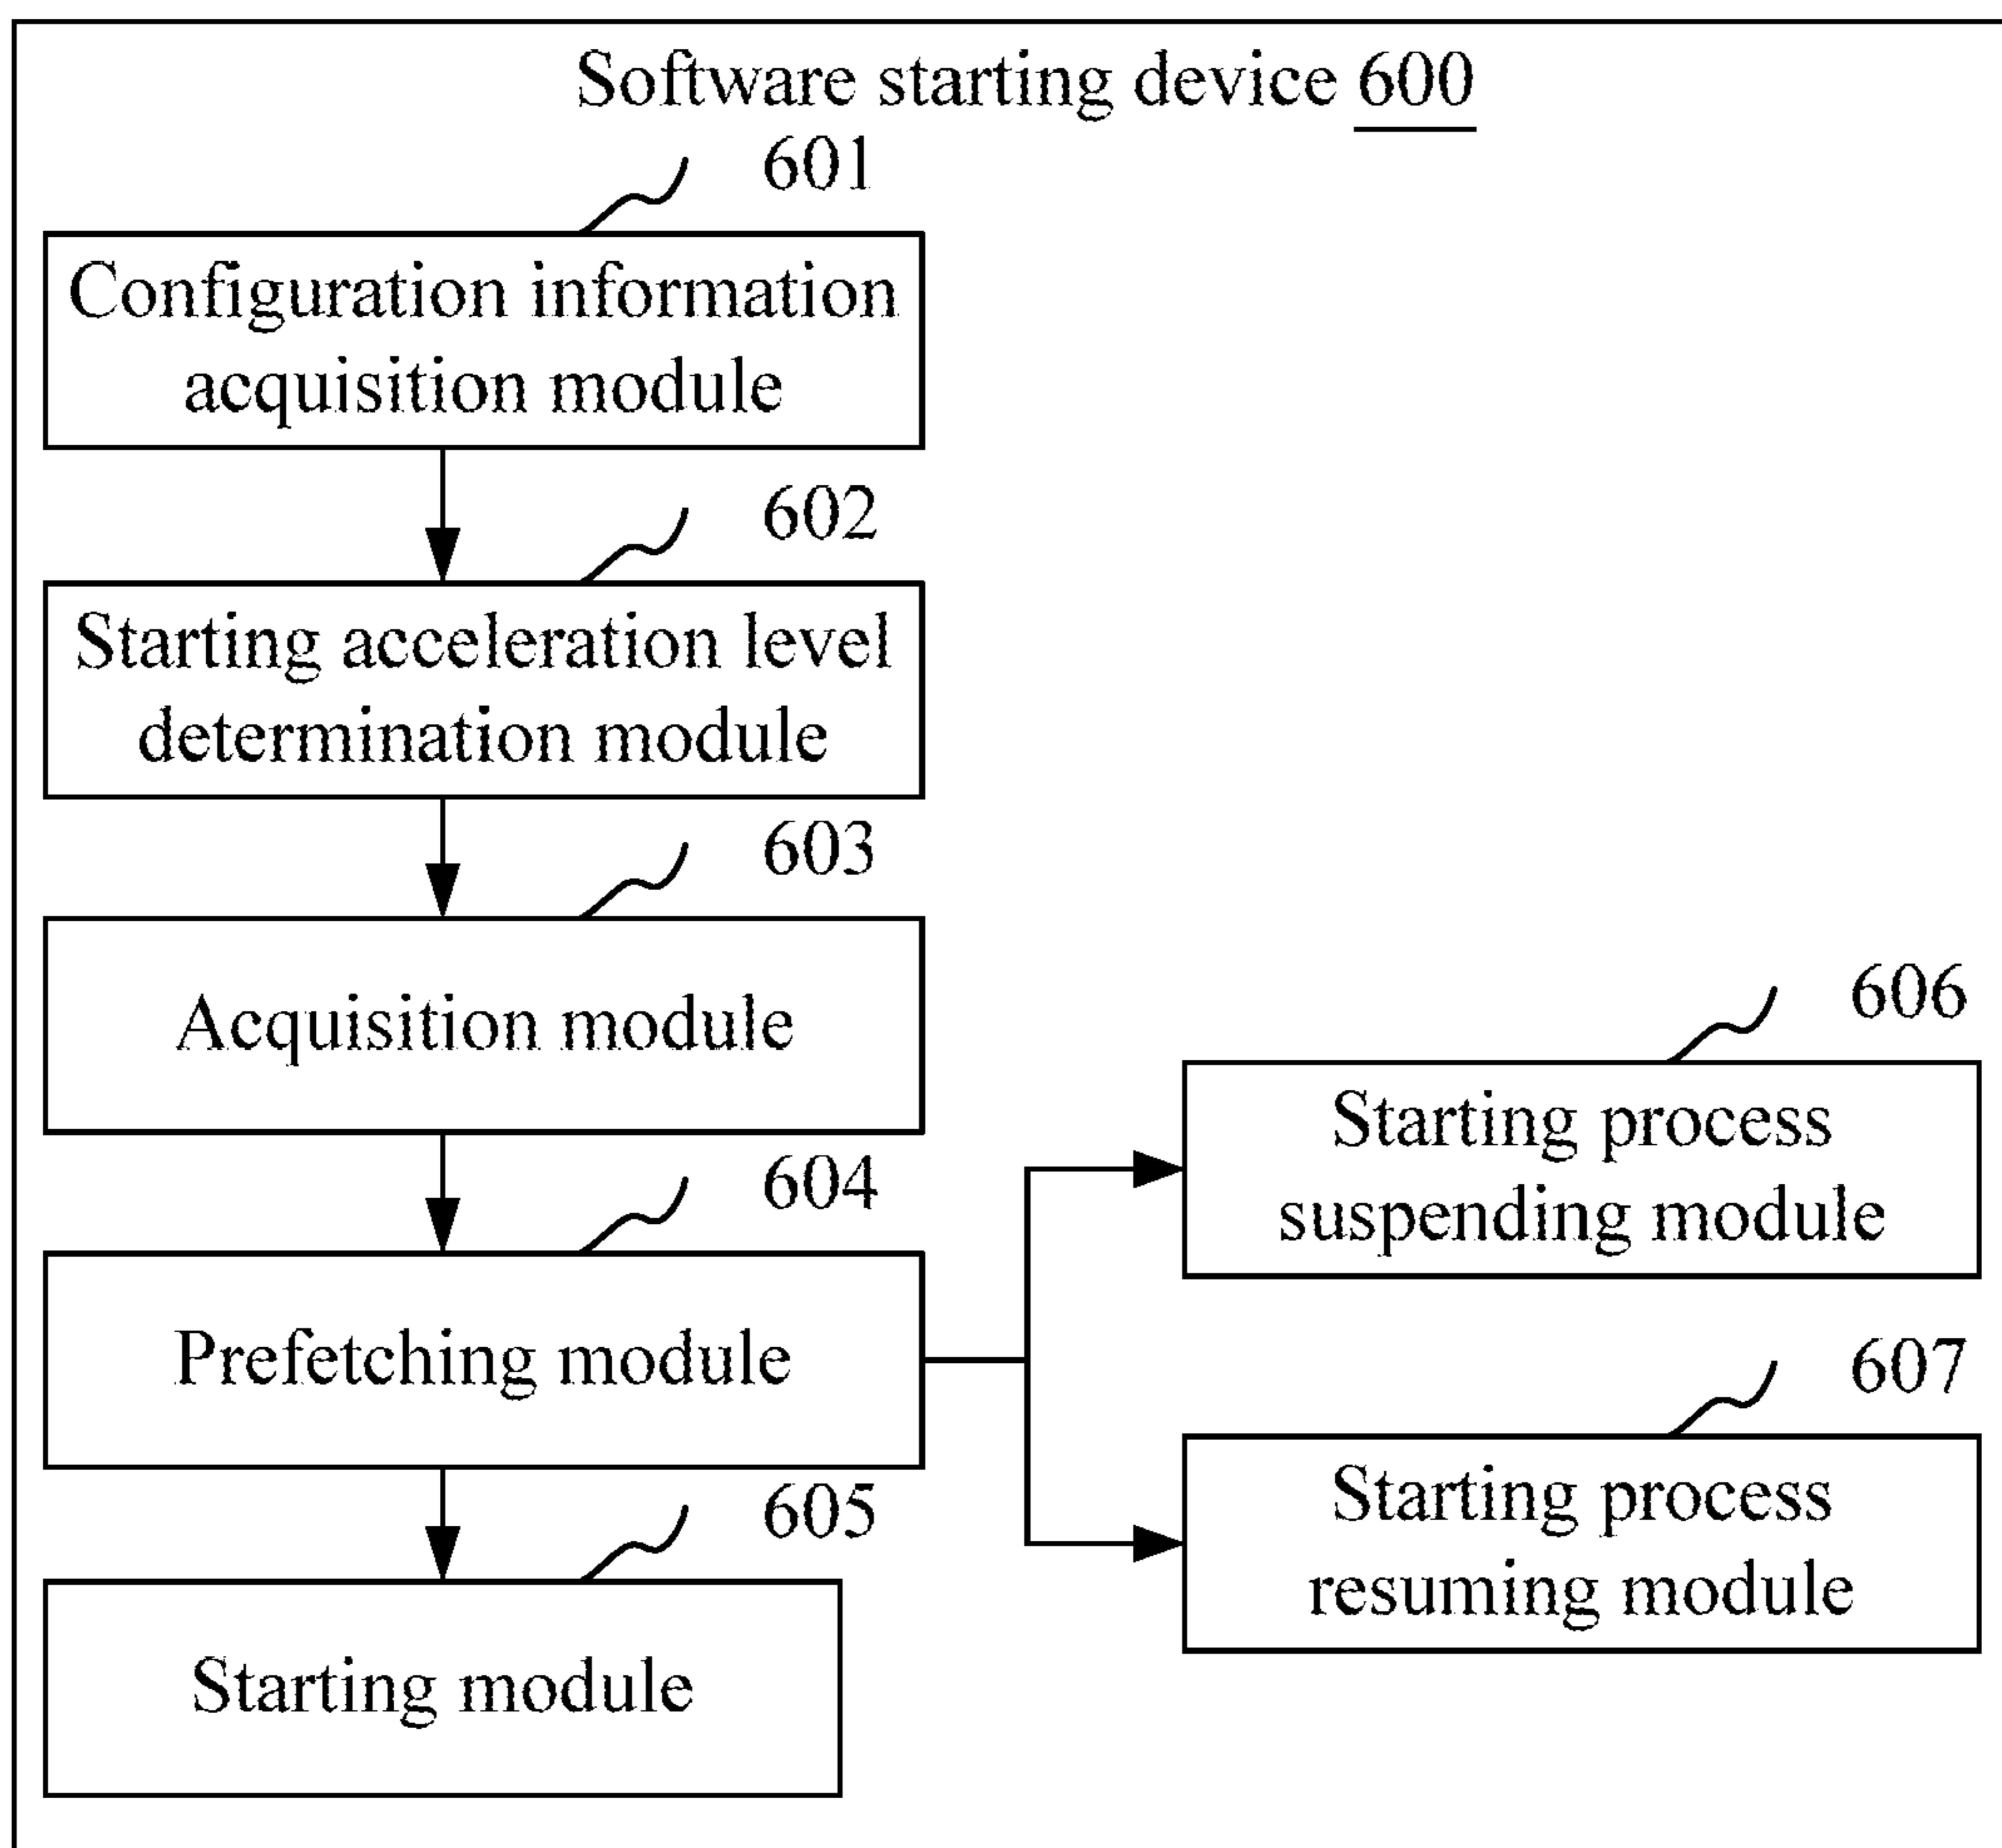 Software starting device 600
601
Configuration information
acquisition module
602
Starting acceleration level
determination module
603
Acquisition module
604
Prefetching module
605
Starting module
606
Starting process
suspending module
607
Starting process
resuming module